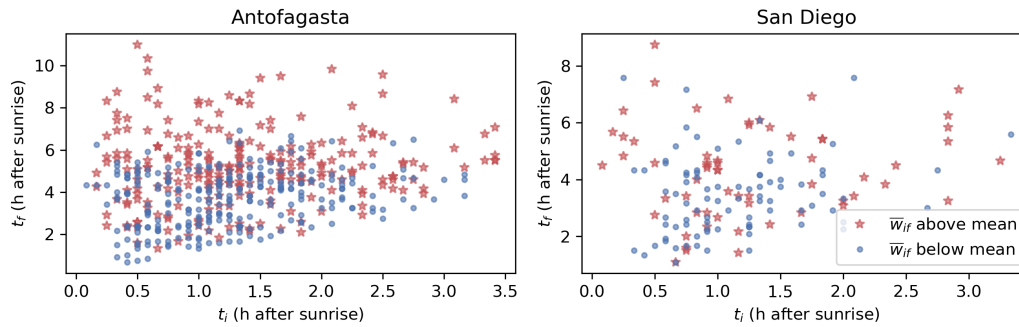 Antofagasta
10
8
6
4
2
0.0 0.5 1.0 1.5 2.0 2.5 3.0 3.5
t_f (h after sunrise)
t_i (h after sunrise)
San Diego
8
6
4
2
0.0 0.5 1.0 1.5 2.0 2.5 3.0
t_f (h after sunrise)
t_i (h after sunrise)
w̅_if above mean
w̅_if below mean